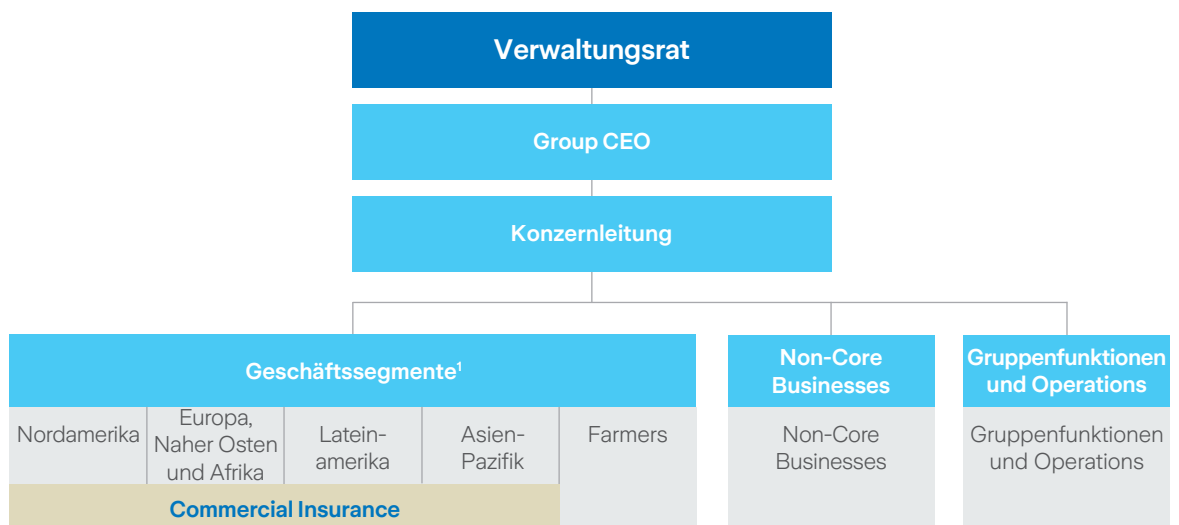 Verwaltungsrat
Group CEO
Konzernleitung
Geschäftssegmente¹
Non-Core
Businesses
Gruppenfunktionen
und Operations
Nordamerika
Europa,
Naher Osten
und Afrika
Latein-
amerika
Asien-
Pazifik
Farmers
Non-Core
Businesses
Gruppenfunktionen
und Operations
Commercial Insurance